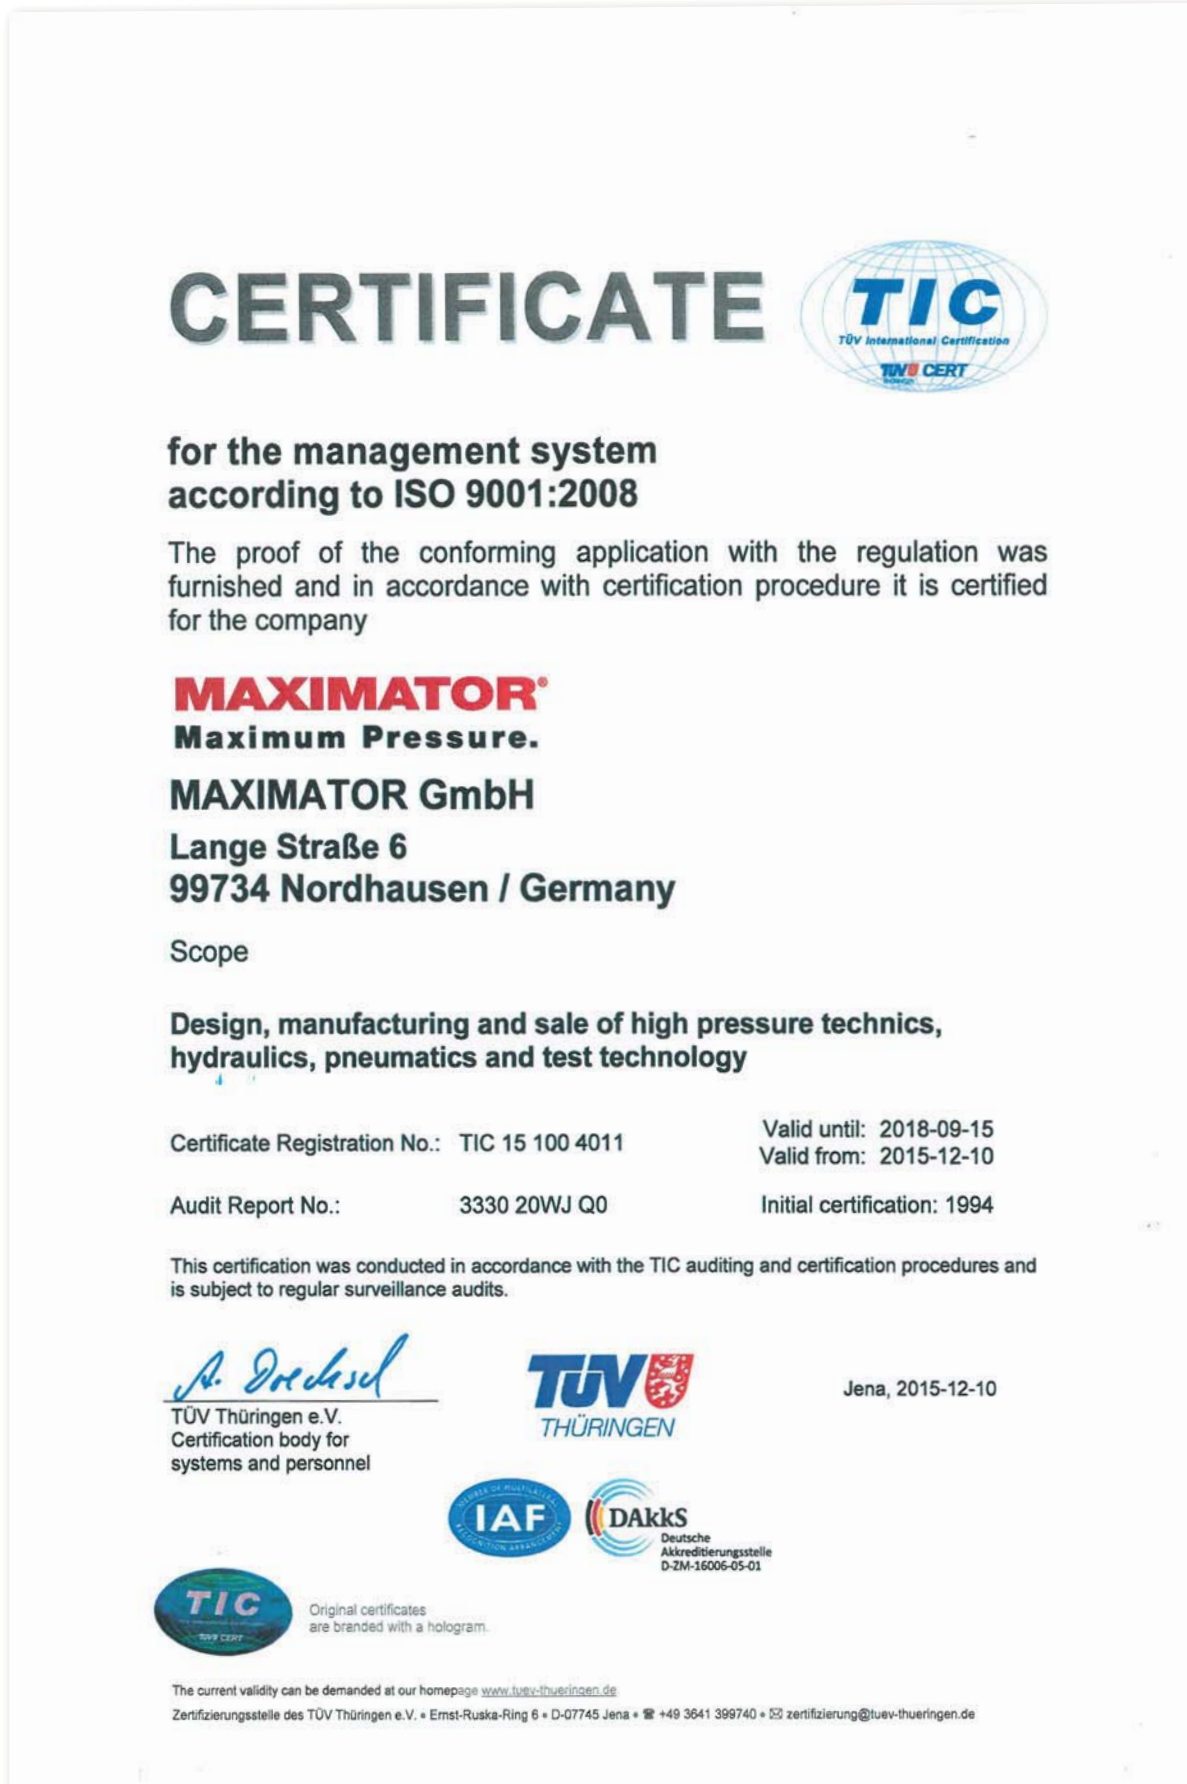 CERTIFICATE
TIC
TÜV International Certification
TÜV CERT
for the management system
according to ISO 9001:2008
The proof of the conforming application with the regulation was
furnished and in accordance with certification procedure it is certified
for the company
MAXIMATOR®
Maximum Pressure.
MAXIMATOR GmbH
Lange Straße 6
99734 Nordhausen / Germany
Scope
Design, manufacturing and sale of high pressure technics,
hydraulics, pneumatics and test technology
Certificate Registration No.: TIC 15 100 4011
Valid until: 2018-09-15
Valid from: 2015-12-10
Audit Report No.: 3330 20WJ Q0
Initial certification: 1994
This certification was conducted in accordance with the TIC auditing and certification procedures and
is subject to regular surveillance audits.
A. Drechsel
TÜV Thüringen e.V.
Certification body for
systems and personnel
TÜV
THÜRINGEN
Jena, 2015-12-10
MEMBER OF MULTILATERAL
IAF
RECOGNITION ARRANGEMENT
DAkkS
Deutsche
Akkreditierungsstelle
D-ZM-16006-05-01
TIC
TÜV CERT
Original certificates
are branded with a hologram.
The current validity can be demanded at our homepage www.tuev-thueringen.de
Zertifizierungsstelle des TÜV Thüringen e.V. • Ernst-Ruska-Ring 6 • D-07745 Jena • ☎ +49 3641 399740 • ✉ zertifizierung@tuev-thueringen.de